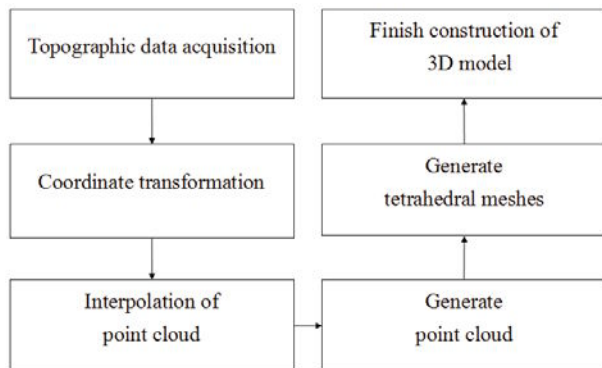 Topographic data acquisition
Coordinate transformation
Interpolation of
point cloud
Generate
point cloud
Generate
tetrahedral meshes
Finish construction of
3D model